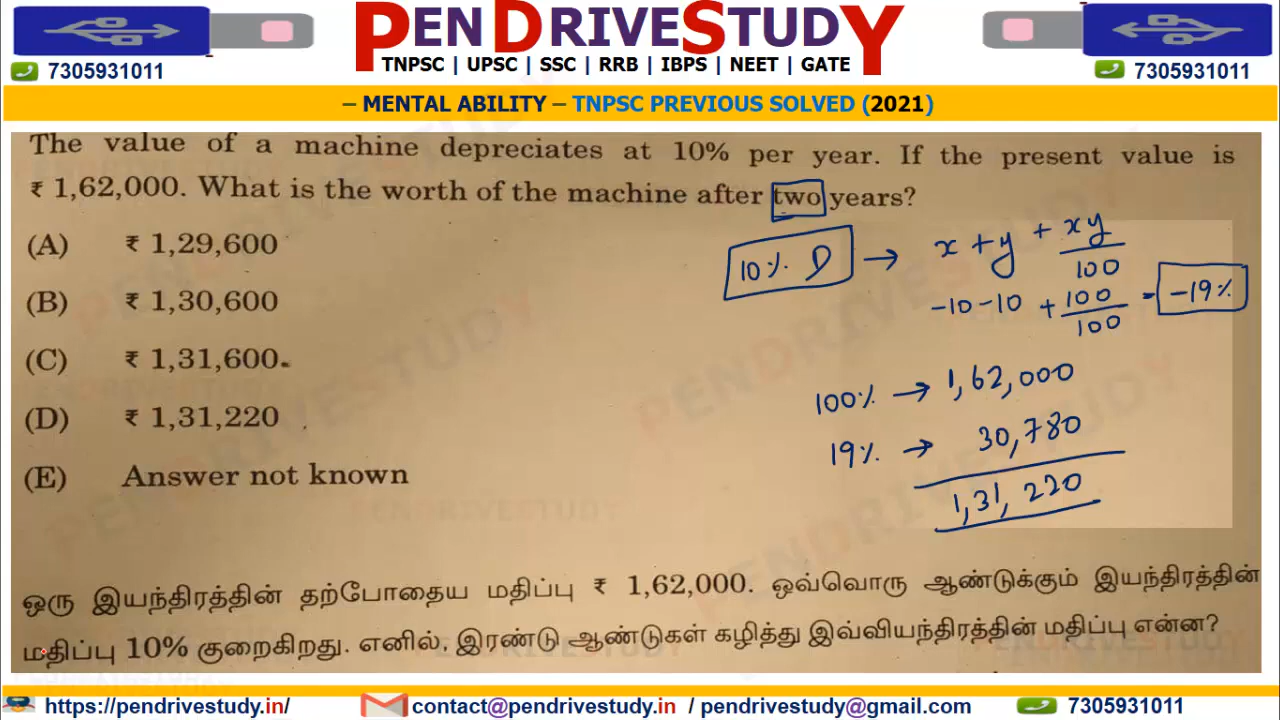 PENDRIVESTUDY
TNPSC | UPSC | SSC | RRB | IBPS | NEET | GATE
7305931011
7305931011
– MENTAL ABILITY – TNPSC PREVIOUS SOLVED (2021)
The value of a machine depreciates at 10% per year. If the present value is
₹ 1,62,000. What is the worth of the machine after two years?
(A) ₹ 1,29,600
(B) ₹ 1,30,600
(C) ₹ 1,31,600
(D) ₹ 1,31,220
(E) Answer not known
10% D → x + y + xy/100
-10 -10 + 100/100 = -19%
100% → 1,62,000
19% → 30,780
1,31,220
ஒரு இயந்திரத்தின் தற்போதைய மதிப்பு ₹ 1,62,000. ஒவ்வொரு ஆண்டுக்கும் இயந்திரத்தின்
மதிப்பு 10% குறைகிறது. எனில், இரண்டு ஆண்டுகள் கழித்து இவ்வியந்திரத்தின் மதிப்பு என்ன?
https://pendrivestudy.in/ contact@pendrivestudy.in / pendrivestudy@gmail.com 7305931011